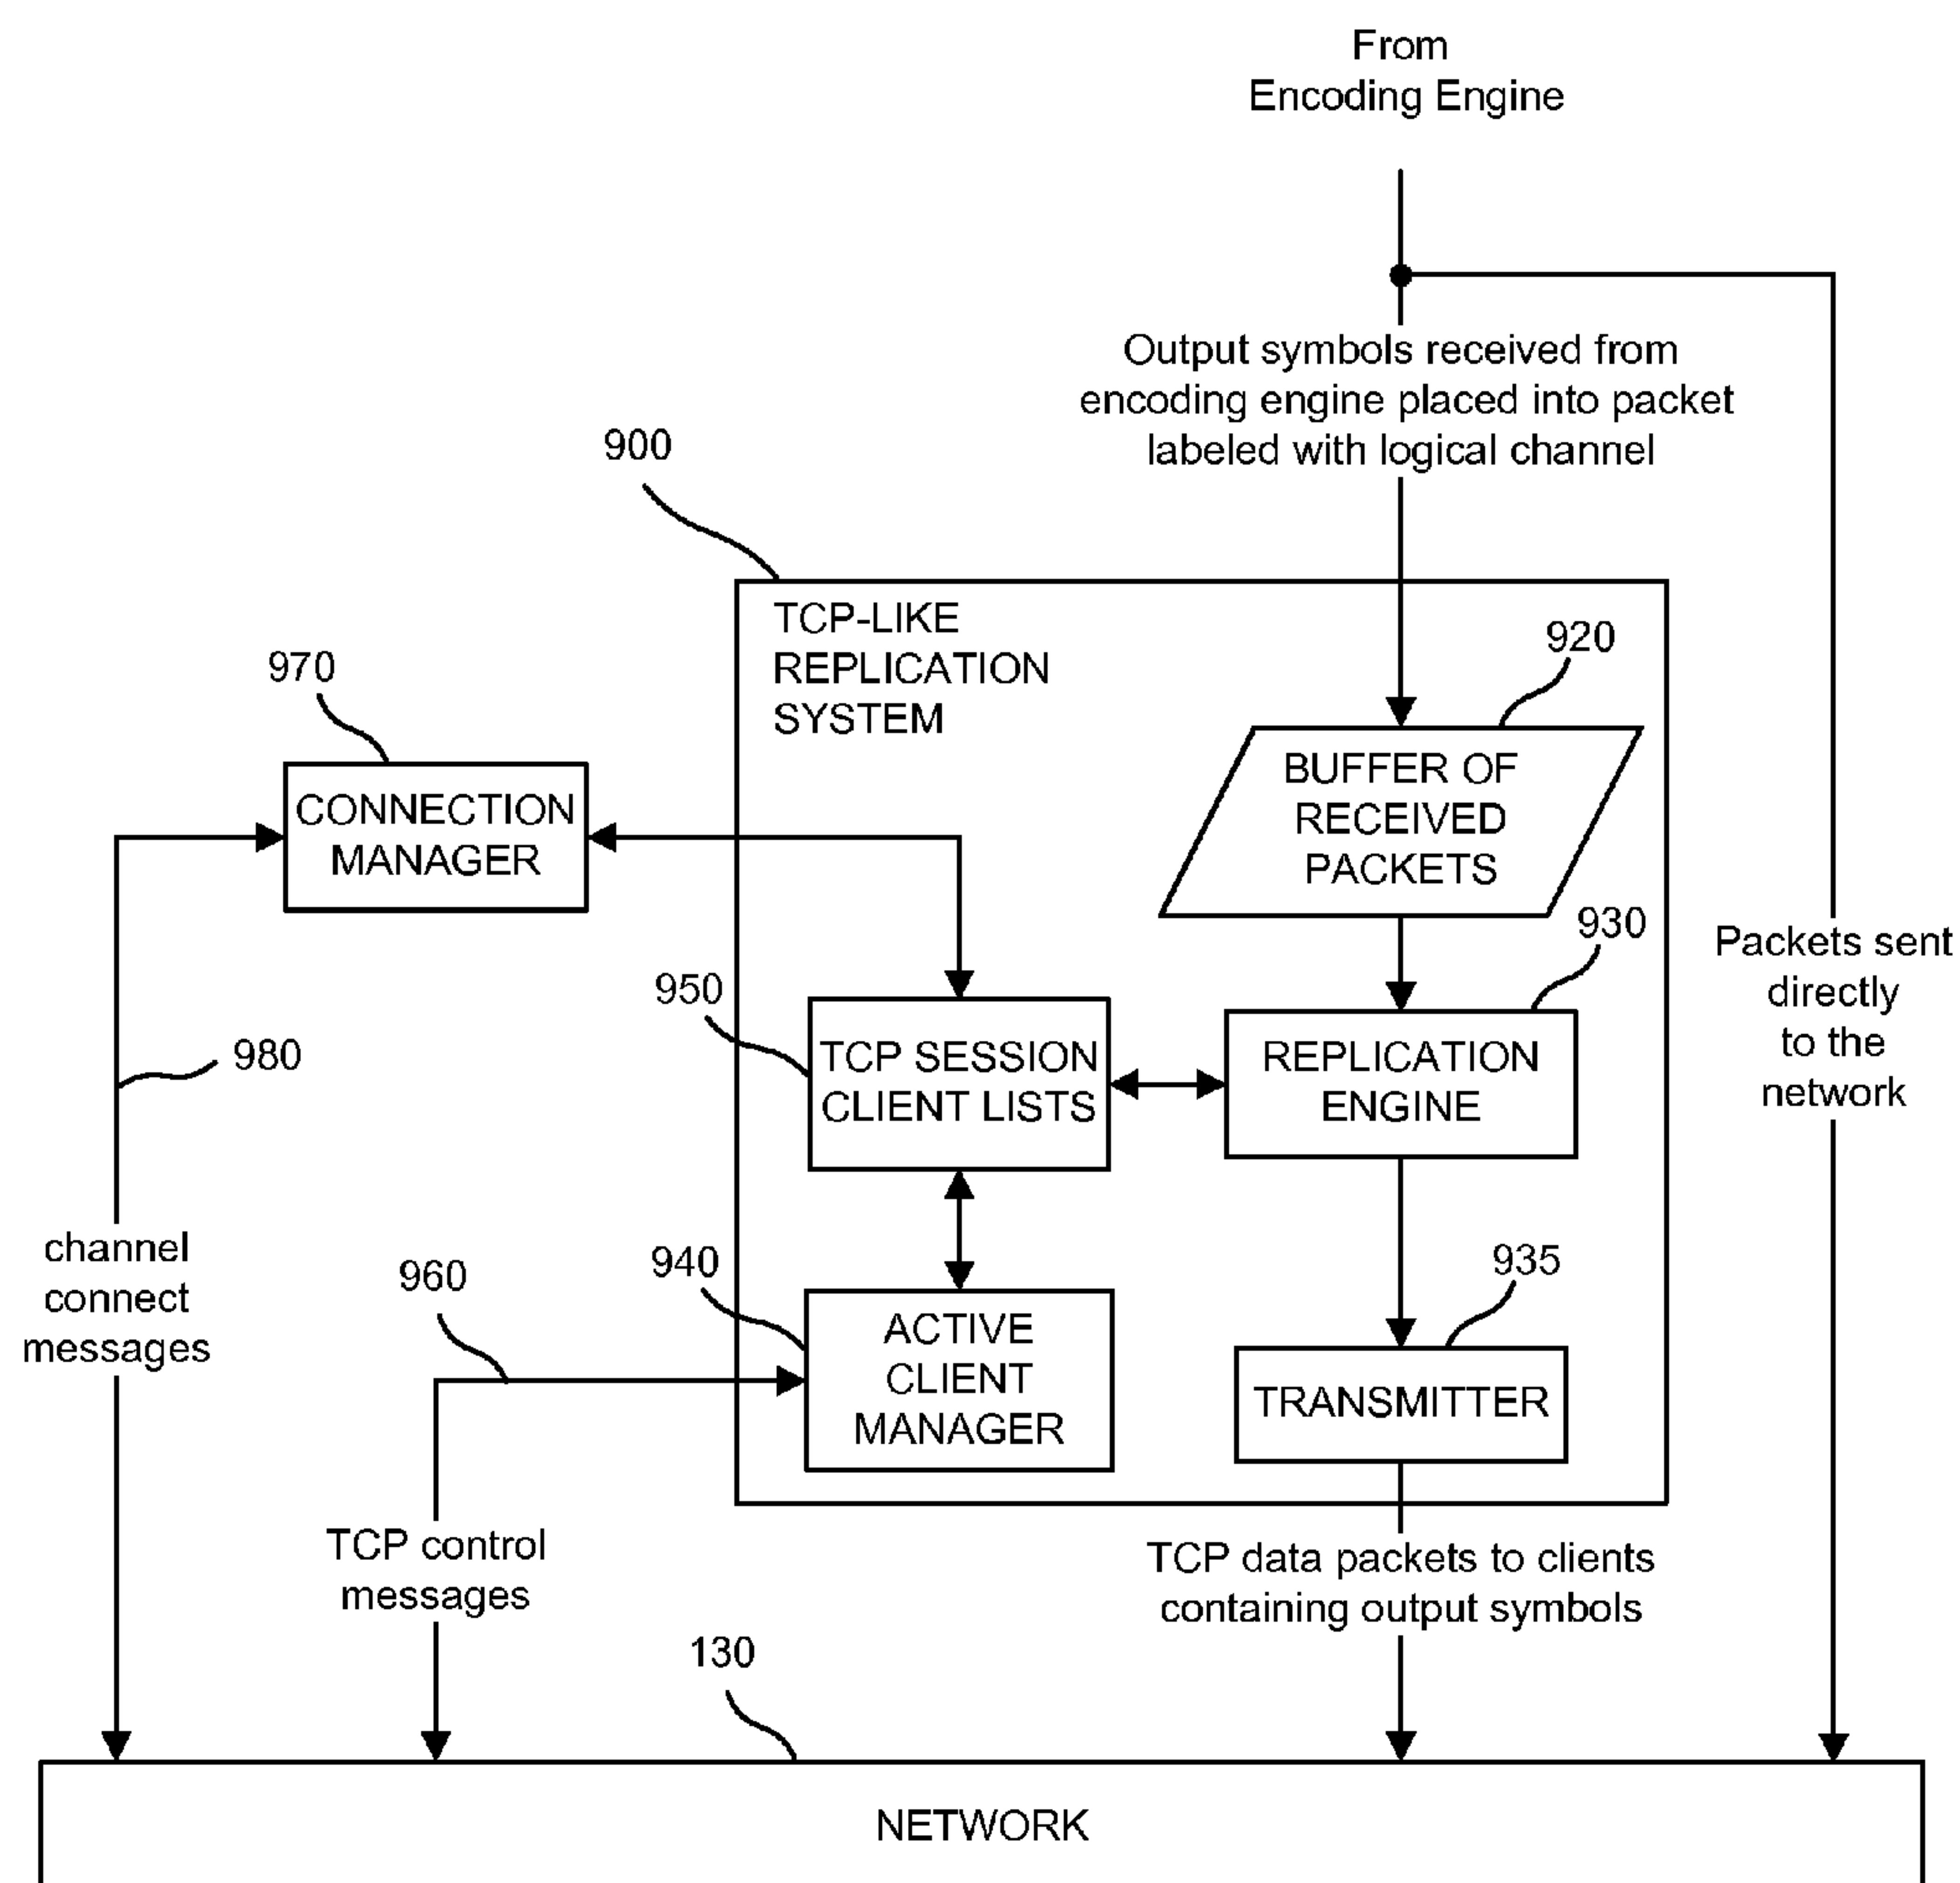 From
Encoding Engine
Output symbols received from
encoding engine placed into packet
labeled with logical channel
900
TCP-LIKE
REPLICATION
SYSTEM
920
970
BUFFER OF
RECEIVED
PACKETS
CONNECTION
MANAGER
930
Packets sent
directly
to the
network
950
980
TCP SESSION
CLIENT LISTS
REPLICATION
ENGINE
channel
connect
messages
960
940
935
ACTIVE
CLIENT
MANAGER
TRANSMITTER
TCP control
messages
TCP data packets to clients
containing output symbols
130
NETWORK